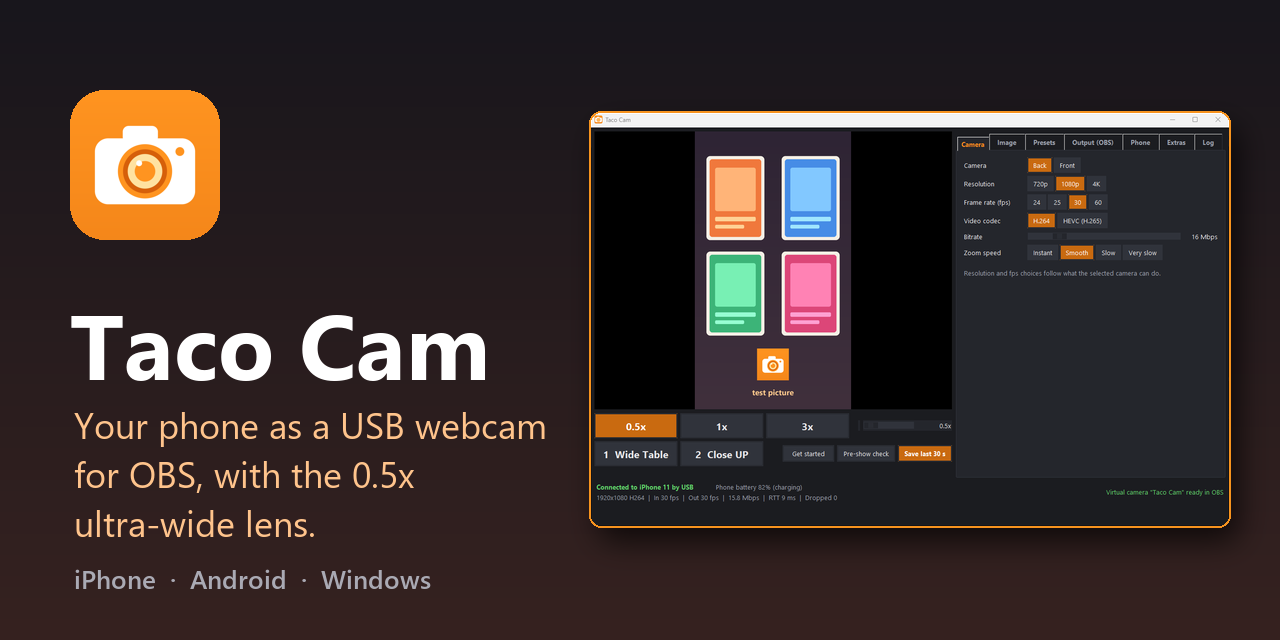 Taco Cam
Your phone as a USB webcam
for OBS, with the 0.5x
ultra-wide lens.
iPhone · Android · Windows
Taco Cam
test picture
0.5x 1x 3x 0.5x
1 Wide Table 2 Close UP Get started Pre-show check Save last 30 s
Connected to iPhone 11 by USB Phone battery 82% (charging)
1920x1080 H264 | In 30 fps | Out 30 fps | 15.8 Mbps | RTT 9 ms | Dropped 0
Camera Image Presets Output (OBS) Phone Extras Log
Camera Back Front
Resolution 720p 1080p 4K
Frame rate (fps) 24 25 30 60
Video codec H.264 HEVC (H.265)
Bitrate 16 Mbps
Zoom speed Instant Smooth Slow Very slow
Resolution and fps choices follow what the selected camera can do.
Virtual camera "Taco Cam" ready in OBS